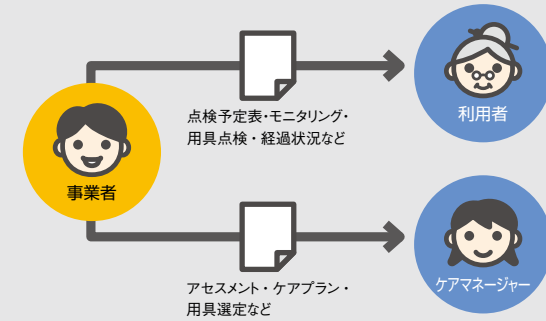 点検予定表・モニタリング・
用具点検・経過状況など
利用者
事業者
アセスメント・ケアプラン・
用具選定など
ケアマネージャー